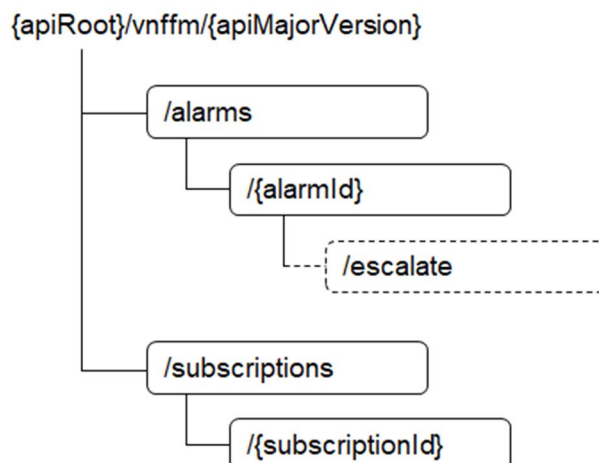 {apiRoot}/vnffm/{apiMajorVersion}
/alarms
/{alarmId}
/escalate
/subscriptions
/{subscriptionId}